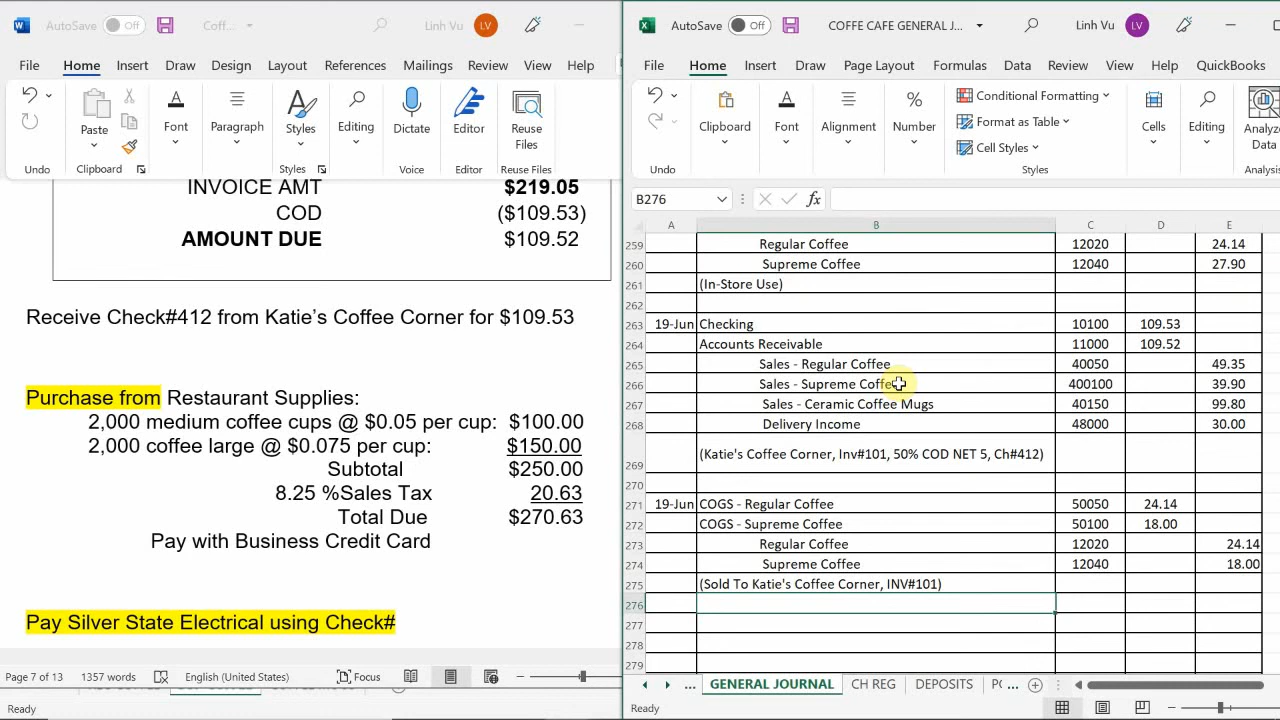 AutoSave Off Coff... Linh Vu LV
File Home Insert Draw Design Layout References Mailings Review View Help
Paste Font Paragraph Styles Editing Dictate Editor Reuse Files
Undo Clipboard Styles Voice Editor Reuse Files
INVOICE AMT $219.05
COD ($109.53)
AMOUNT DUE $109.52
Receive Check#412 from Katie's Coffee Corner for $109.53
Purchase from Restaurant Supplies:
2,000 medium coffee cups @ $0.05 per cup: $100.00
2,000 coffee large @ $0.075 per cup: $150.00
Subtotal $250.00
8.25 %Sales Tax 20.63
Total Due $270.63
Pay with Business Credit Card
Pay Silver State Electrical using Check#
Page 7 of 13 1357 words English (United States) Focus
Ready
AutoSave Off COFFE CAFE GENERAL J... Linh Vu LV
File Home Insert Draw Page Layout Formulas Data Review View Help QuickBooks
Clipboard Font Alignment Number Conditional Formatting Format as Table Cell Styles Cells Editing Analyze Data
Undo Styles Analysis
B276 fx
A B C D E
259 Regular Coffee 12020 24.14
260 Supreme Coffee 12040 27.90
261 (In-Store Use)
262
263 19-Jun Checking 10100 109.53
264 Accounts Receivable 11000 109.52
265 Sales - Regular Coffee 40050 49.35
266 Sales - Supreme Coffe 400100 39.90
267 Sales - Ceramic Coffee Mugs 40150 99.80
268 Delivery Income 48000 30.00
269 (Katie's Coffee Corner, Inv#101, 50% COD NET 5, Ch#412)
270
271 19-Jun COGS - Regular Coffee 50050 24.14
272 COGS - Supreme Coffee 50100 18.00
273 Regular Coffee 12020 24.14
274 Supreme Coffee 12040 18.00
275 (Sold To Katie's Coffee Corner, INV#101)
276
277
278
279
... GENERAL JOURNAL CH REG DEPOSITS PC ...
Ready